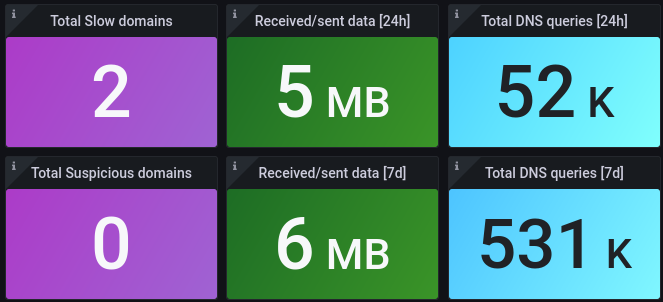 Total Slow domains
2
Received/sent data [24h]
5 MB
Total DNS queries [24h]
52 K
Total Suspicious domains
0
Received/sent data [7d]
6 MB
Total DNS queries [7d]
531 K